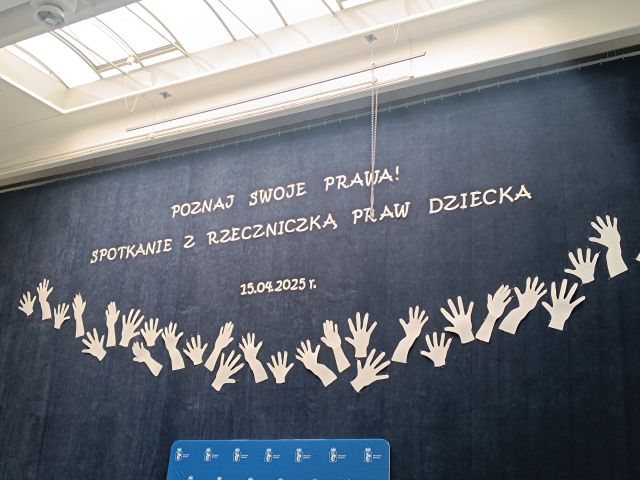 POZNAJ SWOJE PRAWA!
SPOTKANIE Z RZECZNICZKĄ PRAW DZIECKA
15.04.2025 r.